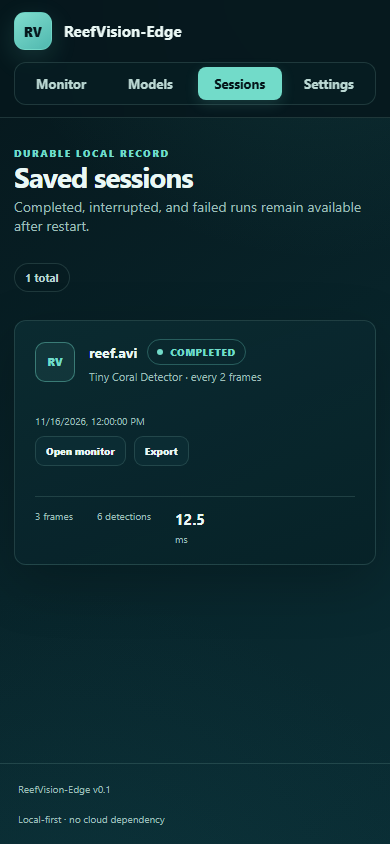 RV ReefVision-Edge
Monitor Models Sessions Settings
DURABLE LOCAL RECORD
Saved sessions
Completed, interrupted, and failed runs remain available
after restart.
1 total
RV
reef.avi COMPLETED
Tiny Coral Detector · every 2 frames
11/16/2026, 12:00:00 PM
Open monitor Export
3 frames 6 detections 12.5
ms
ReefVision-Edge v0.1
Local-first · no cloud dependency